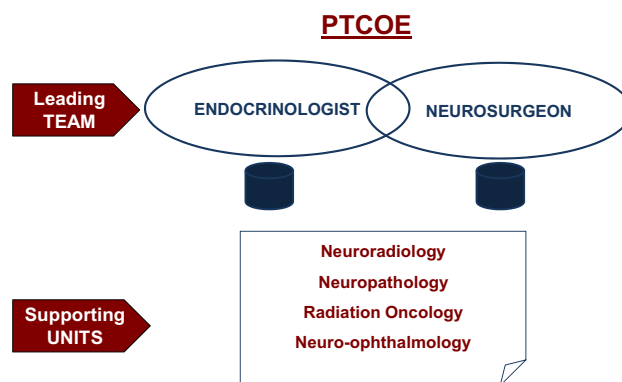 PTCOE
Leading
TEAM
ENDOCRINOLOGIST
NEUROSURGEON
Neuroradiology
Neuropathology
Radiation Oncology
Neuro-ophthalmology
Supporting
UNITS